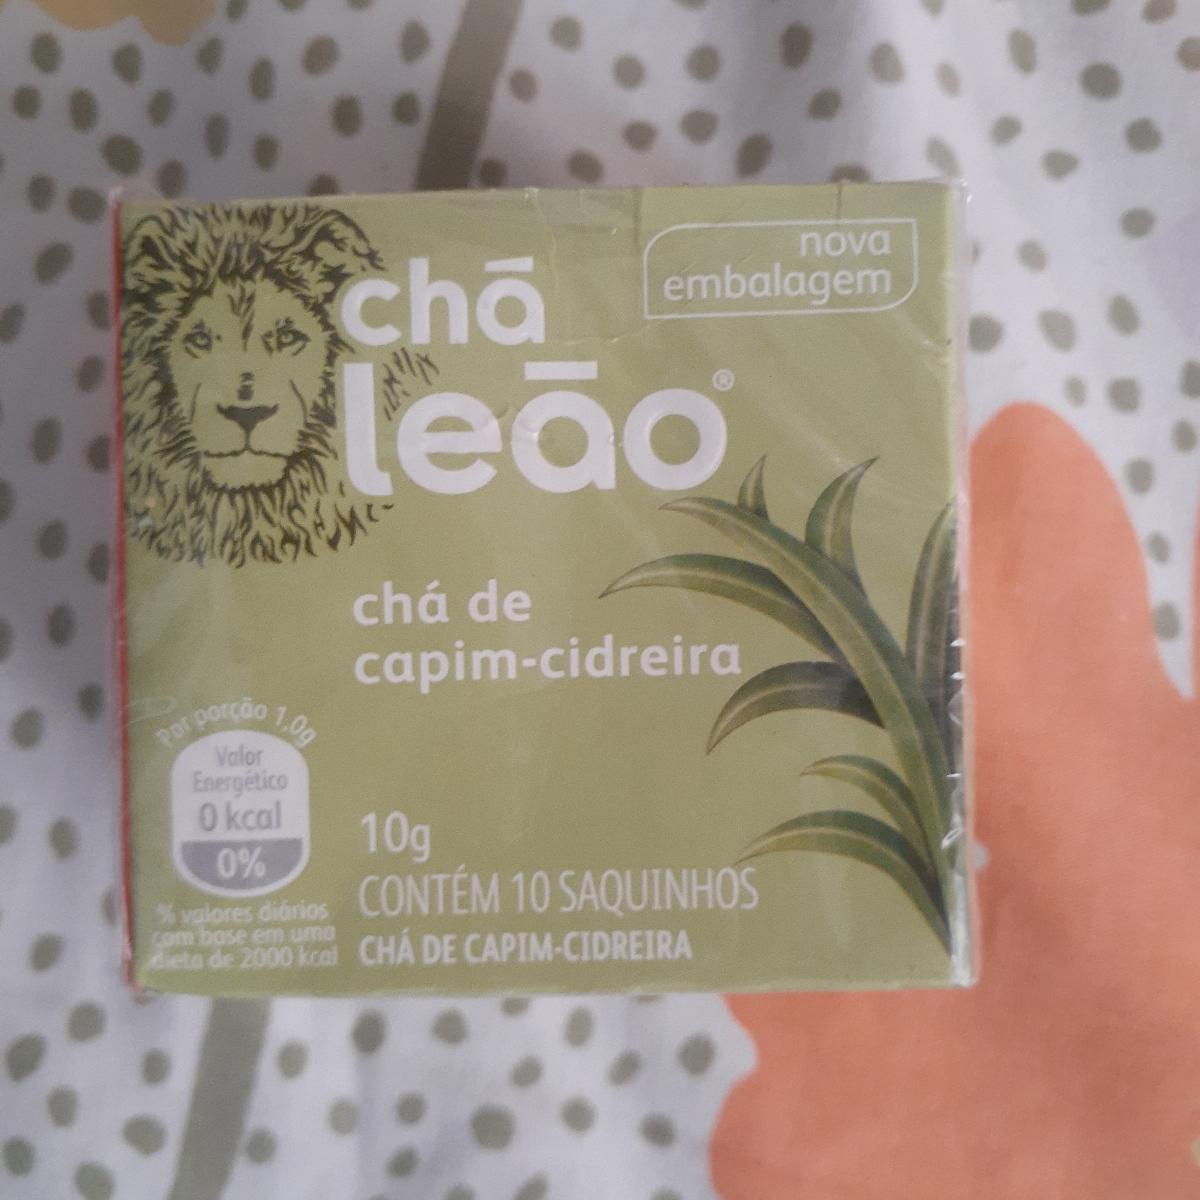 nova
embalagem
chá
leão®
chá de
capim-cidreira
Por porção 1,0g
Valor
Energético
0 kcal
0%
% valores diários
com base em uma
dieta de 2000 kcal
10g
CONTÉM 10 SAQUINHOS
CHÁ DE CAPIM-CIDREIRA